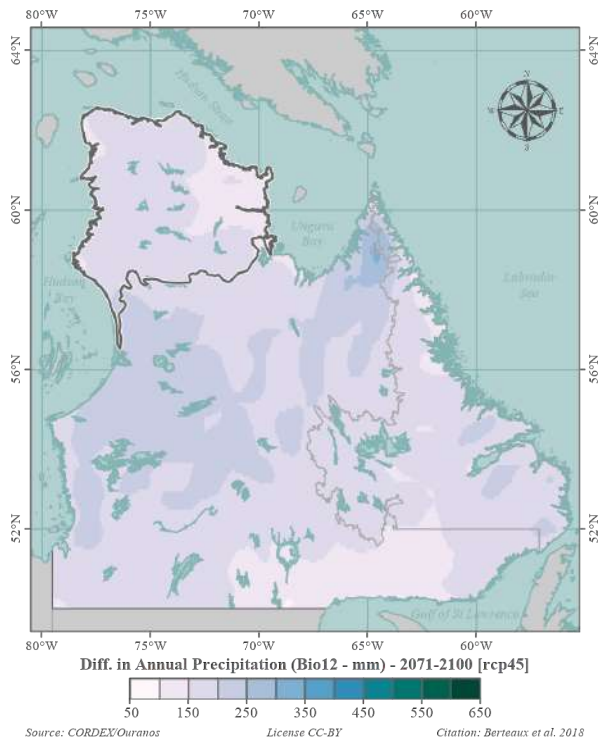 80°W 75°W 70°W 65°W 60°W
64°N 64°N
Hudson Strait
N
W E
S
60°N 60°N
Ungava
Bay
Hudson
Bay
Labrador
Sea
56°N 56°N
52°N 52°N
Gulf of St Lawrence
80°W 75°W 70°W 65°W 60°W
Diff. in Annual Precipitation (Bio12 - mm) - 2071-2100 [rcp45]
50 150 250 350 450 550 650
Source: CORDEX/Ouranos License CC-BY Citation: Berteaux et al. 2018